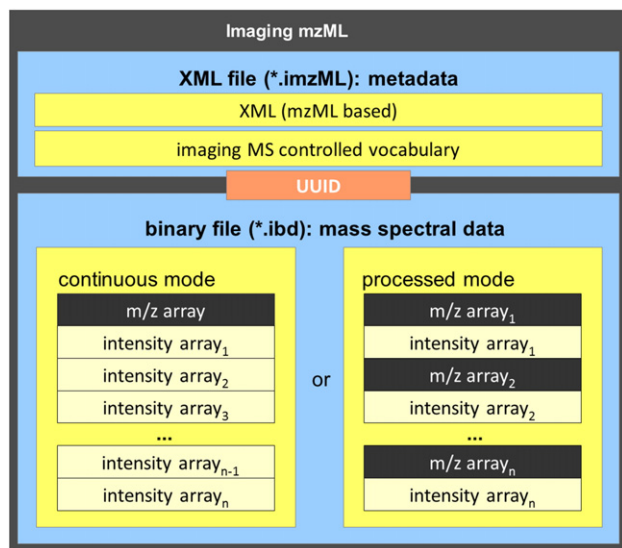 Imaging mzML
XML file (*.imzML): metadata
XML (mzML based)
imaging MS controlled vocabulary
UUID
binary file (*.ibd): mass spectral data
continuous mode
m/z array
intensity array₁
intensity array₂
intensity array₃
...
intensity arrayₙ₋₁
intensity arrayₙ
or
processed mode
m/z array₁
intensity array₁
m/z array₂
intensity array₂
...
m/z arrayₙ
intensity arrayₙ